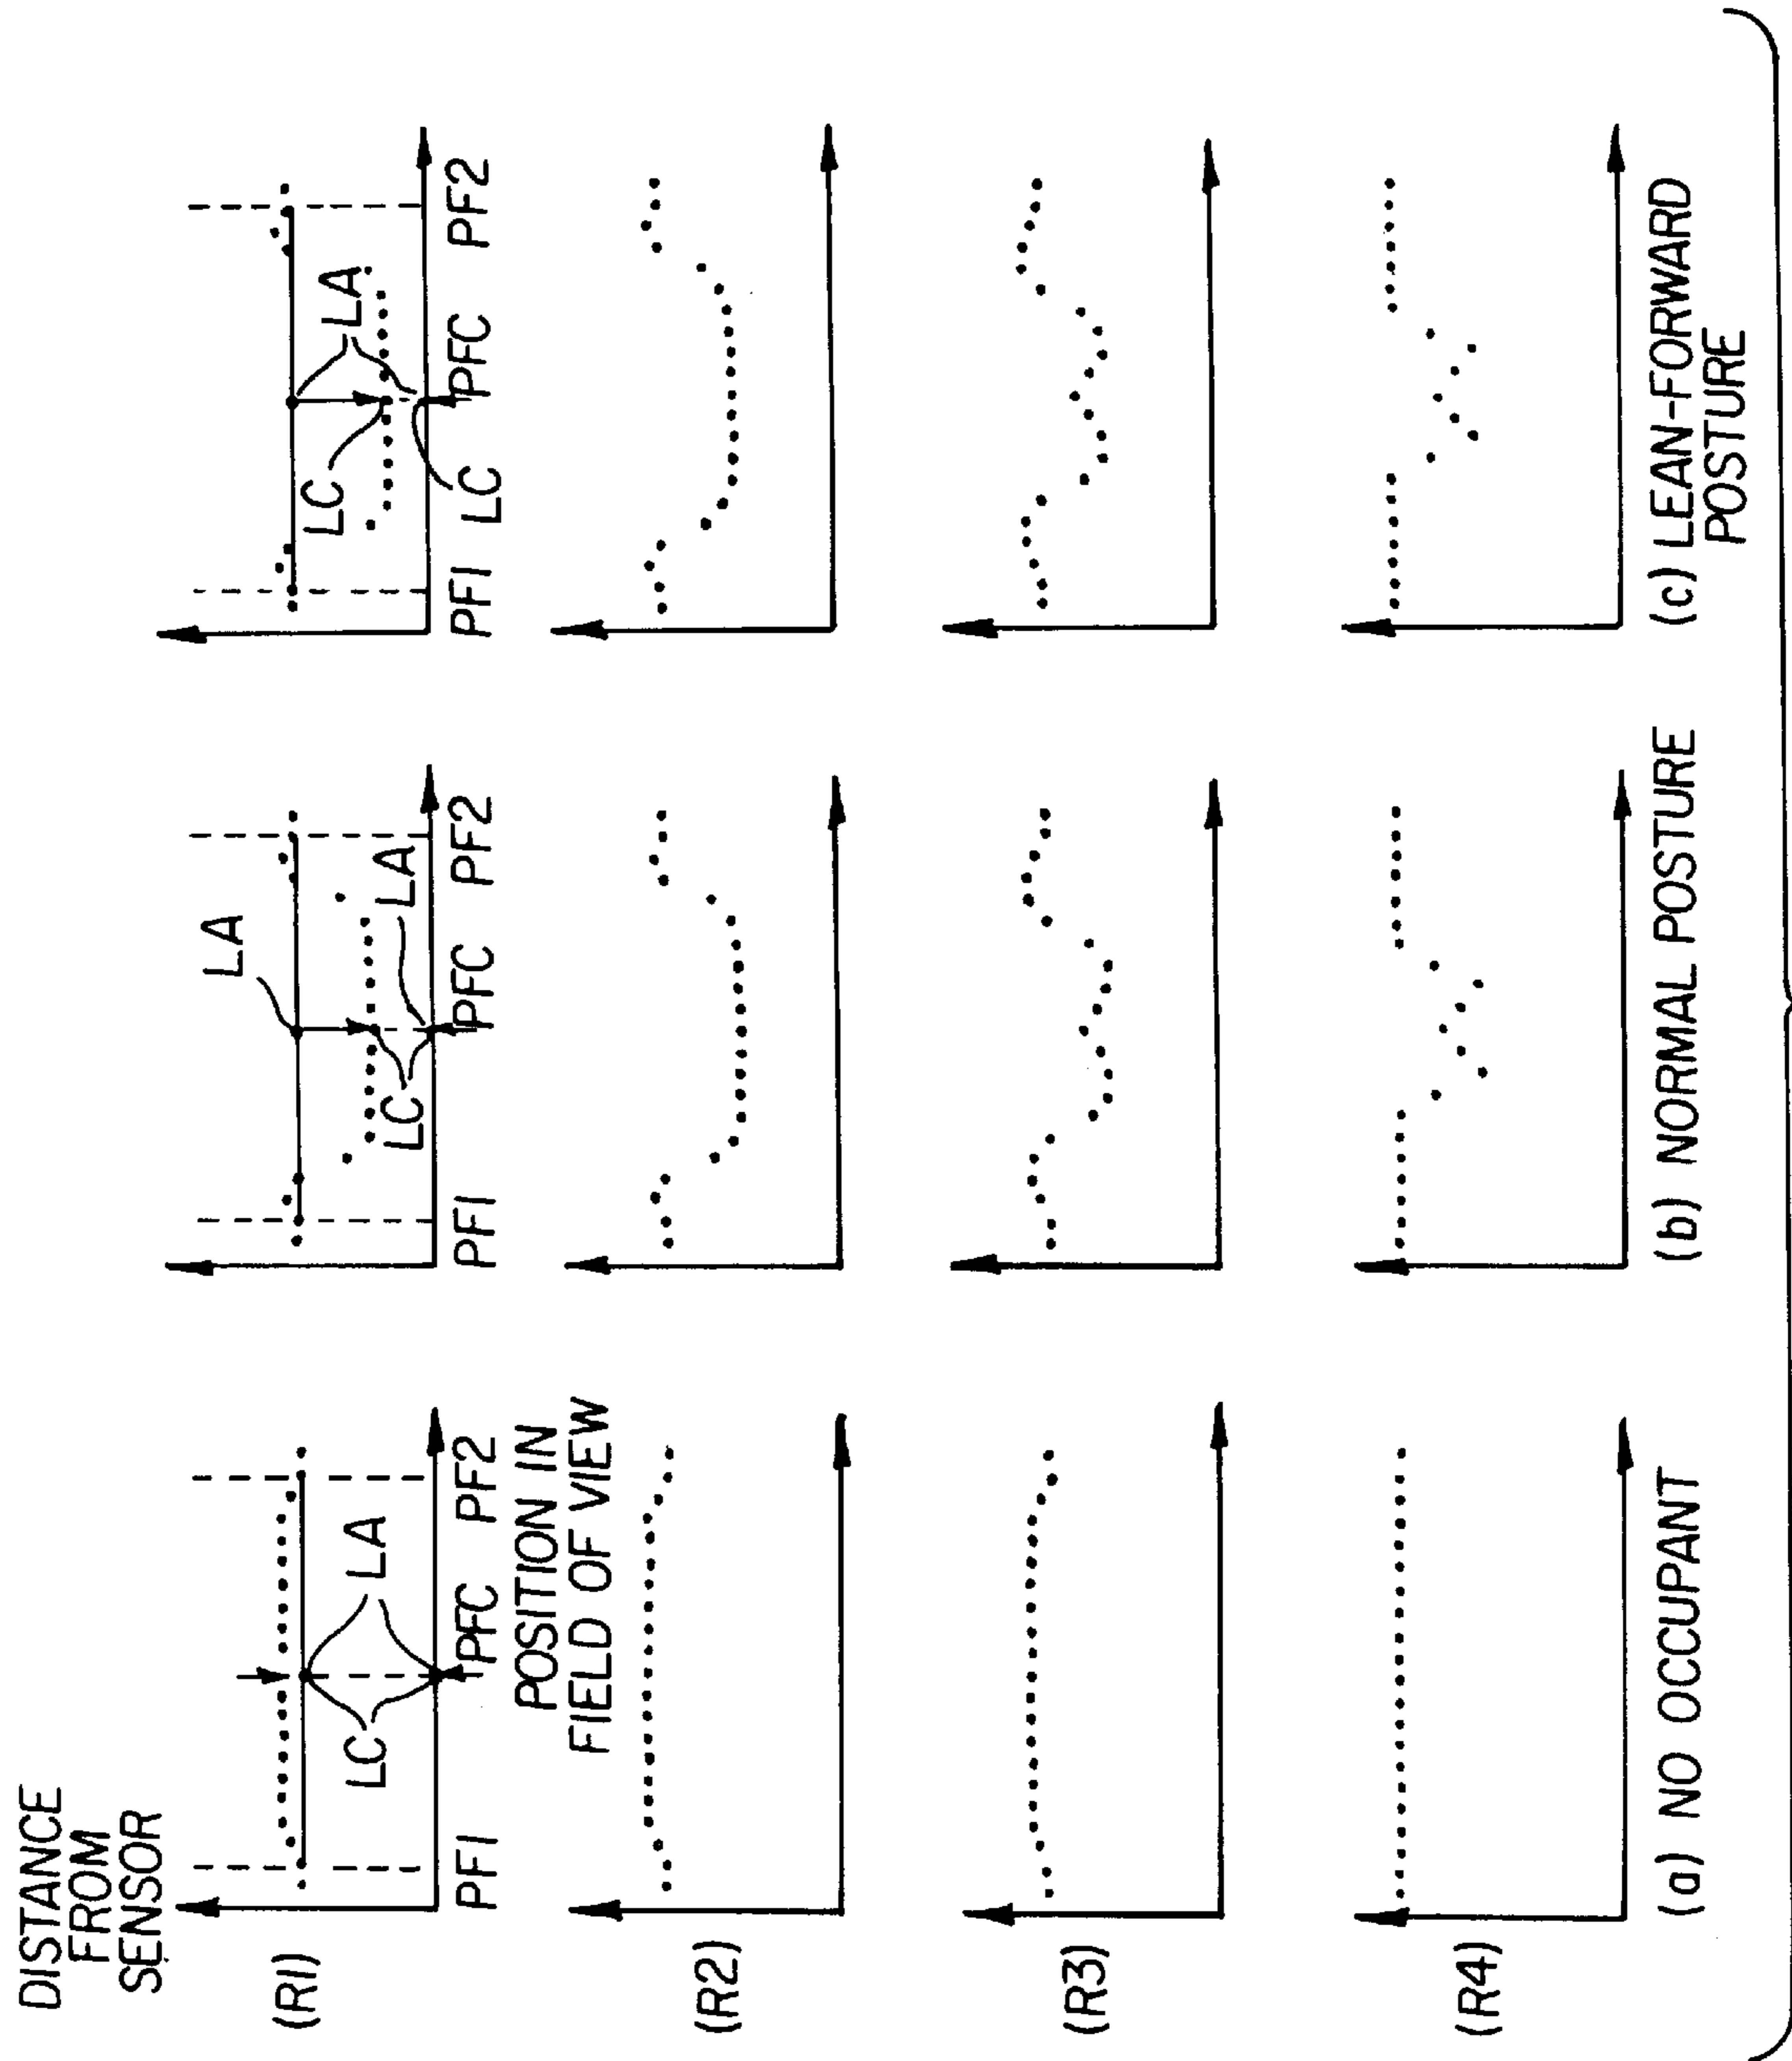 DISTANCE
FROM
SENSOR
(R1)
LC
LA
PF1
PFC
PF2
POSITION IN
FIELD OF VIEW
LA
LC
LA
PF1
PFC
PF2
LC
LA
PF1
LC
PFC
PF2
(R2)
(R3)
(R4)
(a) NO OCCUPANT
(b) NORMAL POSTURE
(c) LEAN-FORWARD
POSTURE